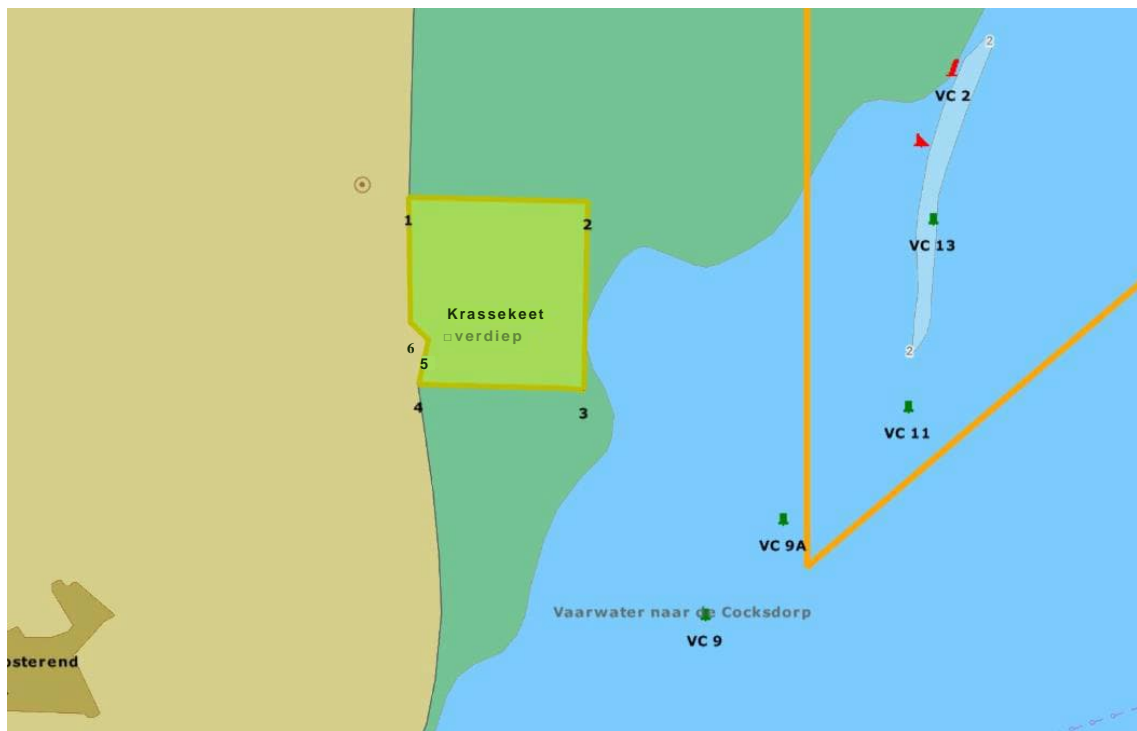 2
VC 2
1
2
VC 13
Krassekeet
□verdiep
6
2
5
4
3
VC 11
VC 9A
Vaarwater naar de Cocksdorp
VC 9
osterend